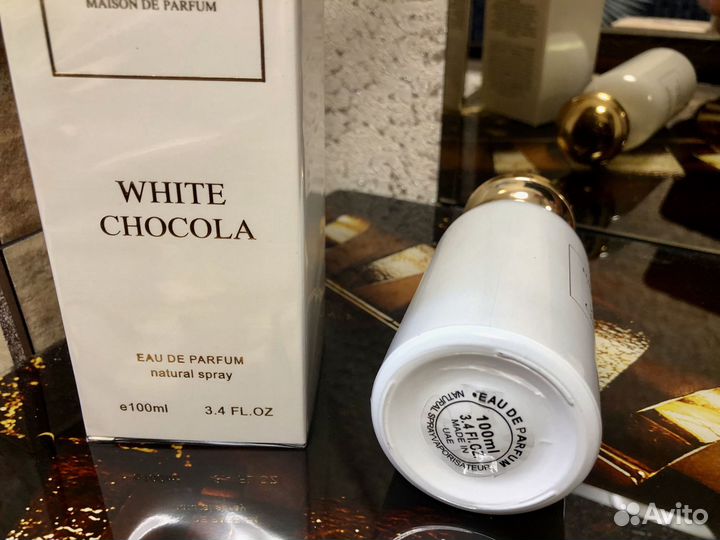 MAISON DE PARFUM
WHITE
CHOCOLA
EAU DE PARFUM
natural spray
e100ml 3.4 FL.OZ
EAU DE PARFUM
NATURAL SPRAY/VAPORISATEUR
100ml
3.4 FL.OZ
MADE IN
UAE
Avito